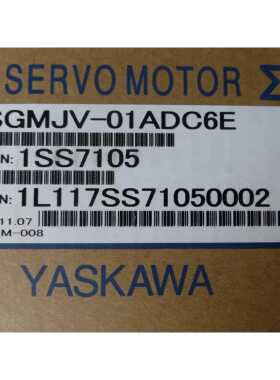 SERVO MOTOR Σ
SGMJV-01ADC6E
N: 1SS7105
N: 1L117SS71050002
11.07
M-008
YASKAWA